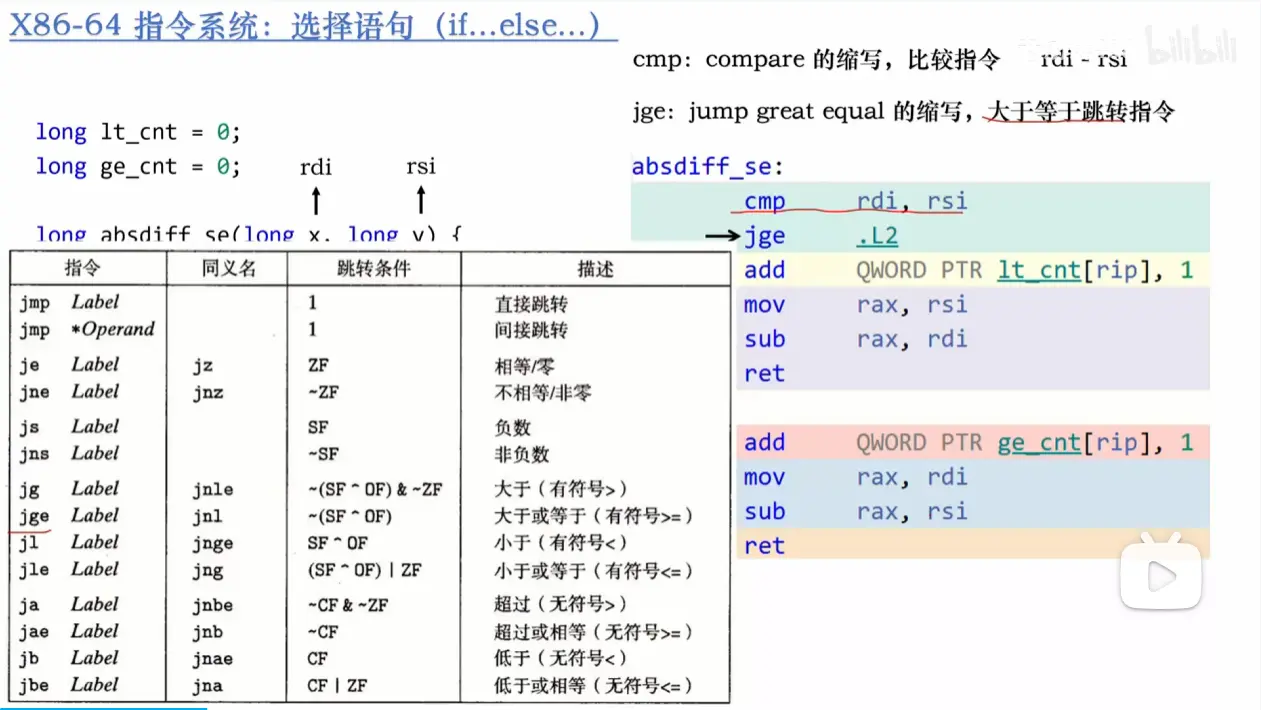 X86-64 指令系统：选择语句（if...else...）
long lt_cnt = 0;
long ge_cnt = 0;
rdi rsi
long absdiff_se(long x, long y) {
指令 同义名 跳转条件 描述
jmp Label 1 直接跳转
jmp *Operand 1 间接跳转
je Label jz ZF 相等/零
jne Label jnz ~ZF 不相等/非零
js Label SF 负数
jns Label ~SF 非负数
jg Label jnle ~(SF ^ OF) & ~ZF 大于（有符号>）
jge Label jnl ~(SF ^ OF) 大于或等于（有符号>=）
jl Label jnge SF ^ OF 小于（有符号<）
jle Label jng (SF ^ OF) | ZF 小于或等于（有符号<=）
ja Label jnbe ~CF & ~ZF 超过（无符号>）
jae Label jnb ~CF 超过或相等（无符号>=）
jb Label jnae CF 低于（无符号<）
jbe Label jna CF | ZF 低于或相等（无符号<=）
bilibili
cmp：compare 的缩写，比较指令 rdi - rsi
jge：jump great equal 的缩写，大于等于跳转指令
absdiff_se:
cmp rdi, rsi
jge .L2
add QWORD PTR lt_cnt[rip], 1
mov rax, rsi
sub rax, rdi
ret
add QWORD PTR ge_cnt[rip], 1
mov rax, rdi
sub rax, rsi
ret